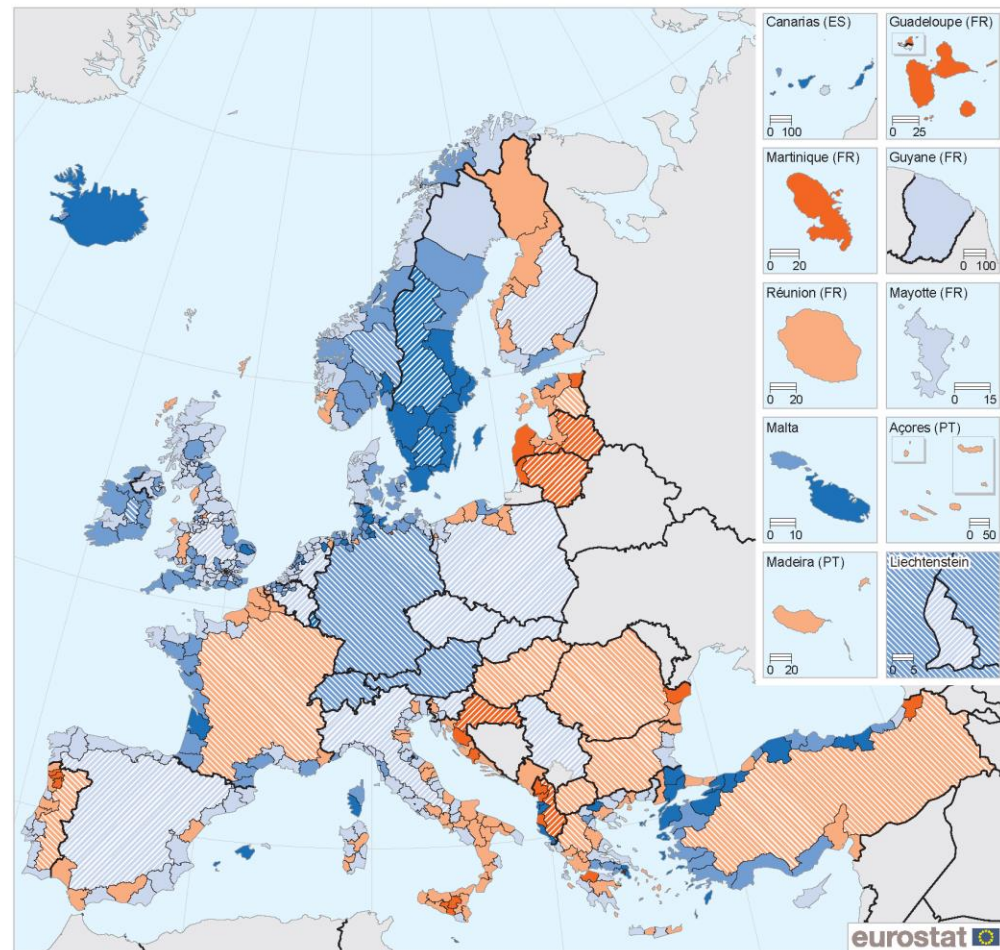 Canarias (ES)
0 100
Guadeloupe (FR)
0 25
Martinique (FR)
0 20
Guyane (FR)
0 100
Réunion (FR)
0 20
Mayotte (FR)
0 15
Malta
0 10
Açores (PT)
0 50
Madeira (PT)
0 20
Liechtenstein
0 5
eurostat